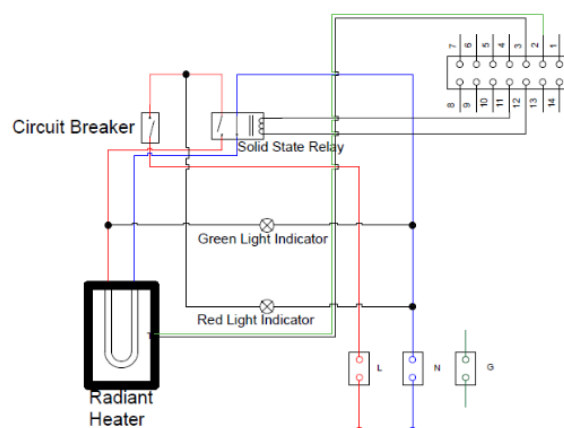 7 6 5 4 3 2 1
8 9 10 11 12 13 14
Circuit Breaker
Solid State Relay
Green Light Indicator
Red Light Indicator
L N G
Radiant
Heater